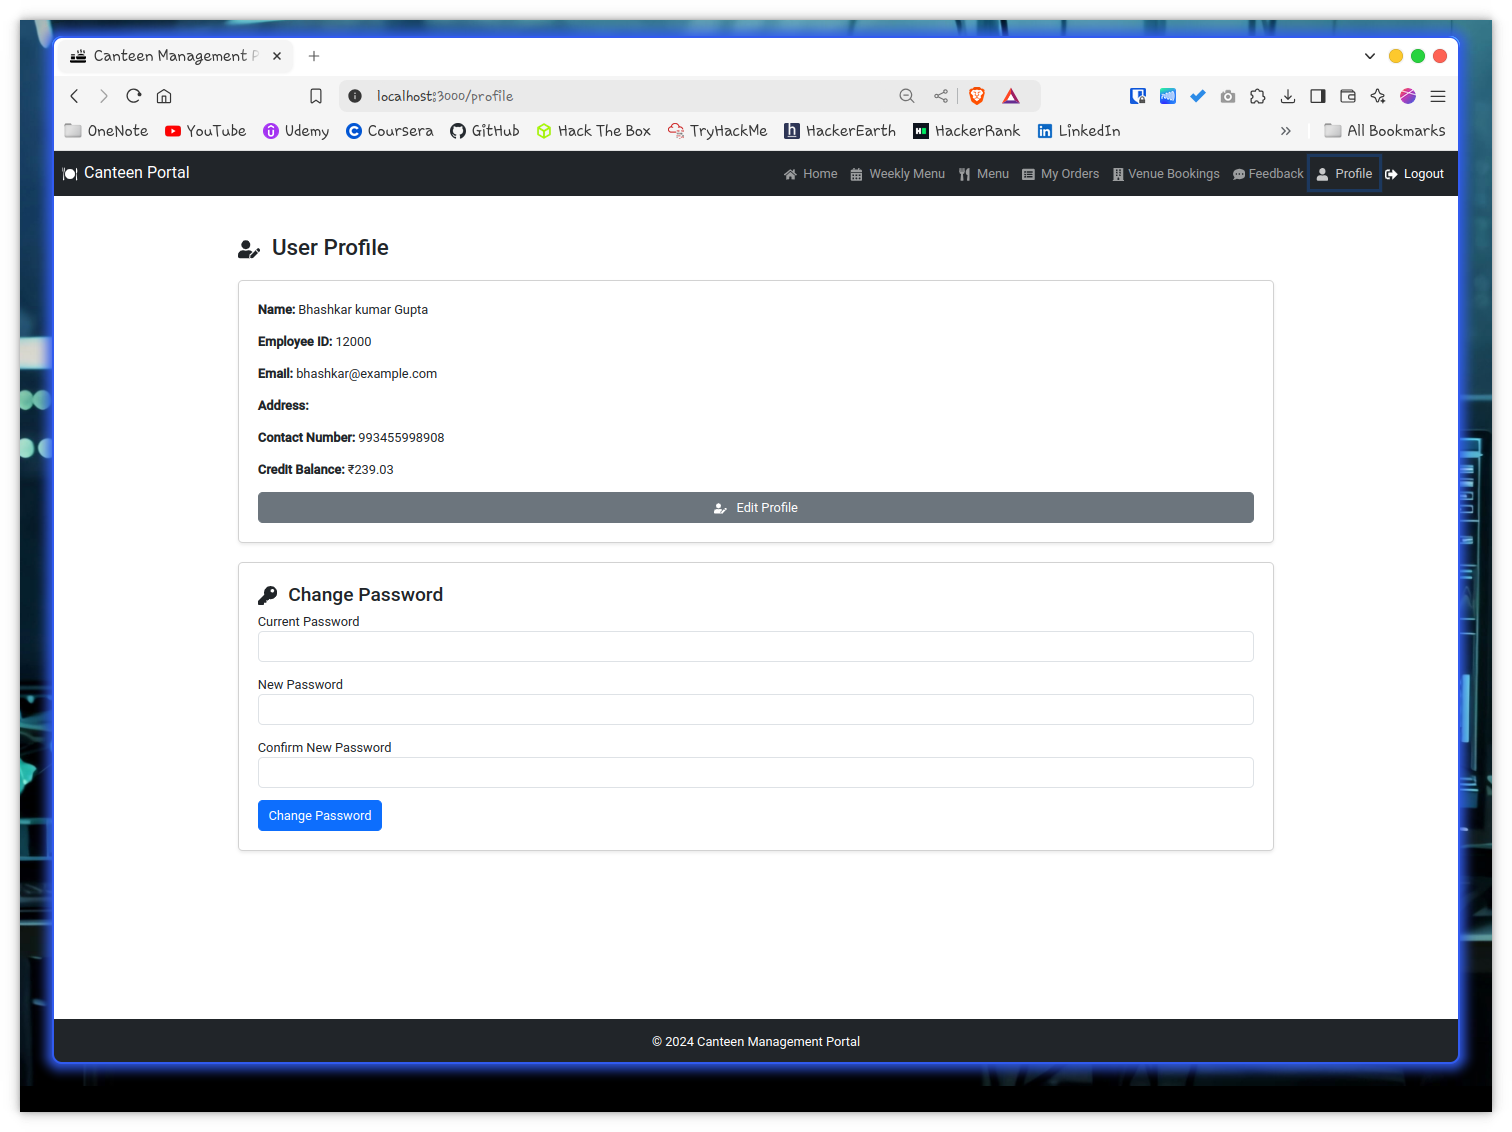 Canteen Management P
localhost:3000/profile
OneNote YouTube Udemy Coursera GitHub Hack The Box TryHackMe HackerEarth HackerRank LinkedIn » All Bookmarks
Canteen Portal Home Weekly Menu Menu My Orders Venue Bookings Feedback Profile Logout
User Profile
Name: Bhashkar kumar Gupta
Employee ID: 12000
Email: bhashkar@example.com
Address:
Contact Number: 993455998908
Credit Balance: ₹239.03
Edit Profile
Change Password
Current Password
New Password
Confirm New Password
Change Password
© 2024 Canteen Management Portal